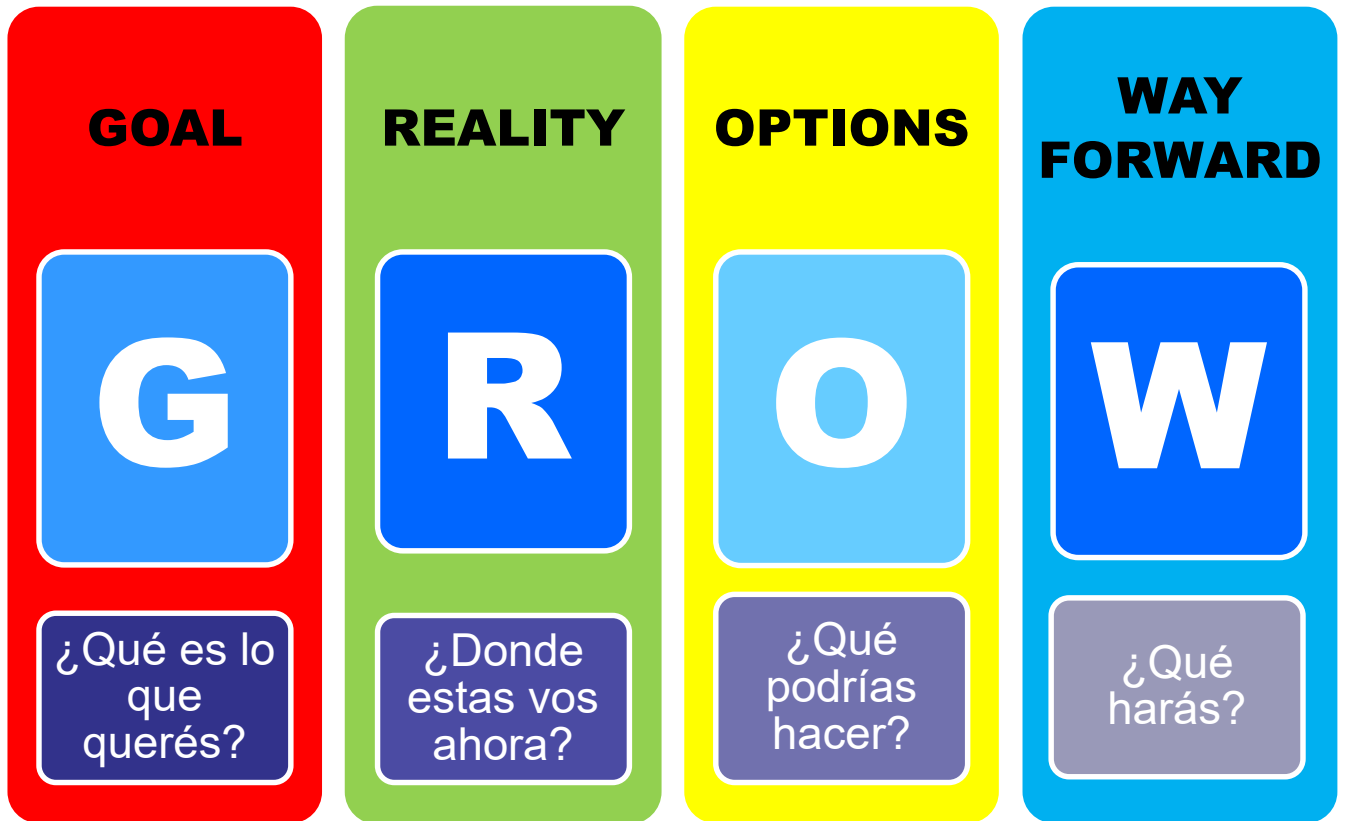 GOAL
G
¿Qué es lo
que
querés?
REALITY
R
¿Donde
estas vos
ahora?
OPTIONS
O
¿Qué
podrías
hacer?
WAY
FORWARD
W
¿Qué
harás?